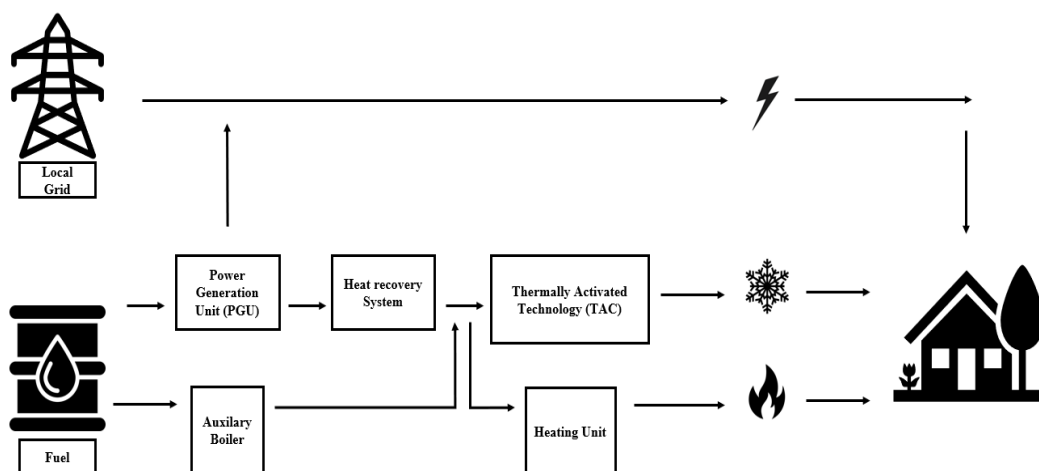 Local
Grid
Power
Generation
Unit (PGU)
Heat recovery
System
Thermally Activated
Technology (TAC)
Fuel
Auxilary
Boiler
Heating Unit